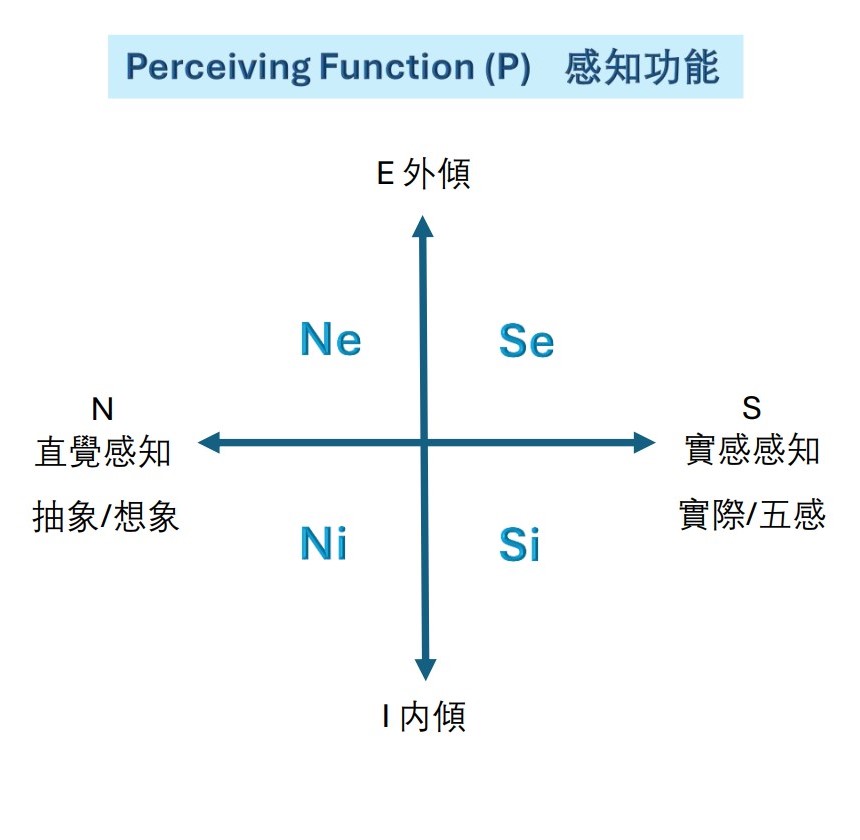 Perceiving Function (P) 感知功能
E 外傾
Ne
Se
N
直覺感知
抽象/想象
S
實感感知
實際/五感
Ni
Si
I 内傾